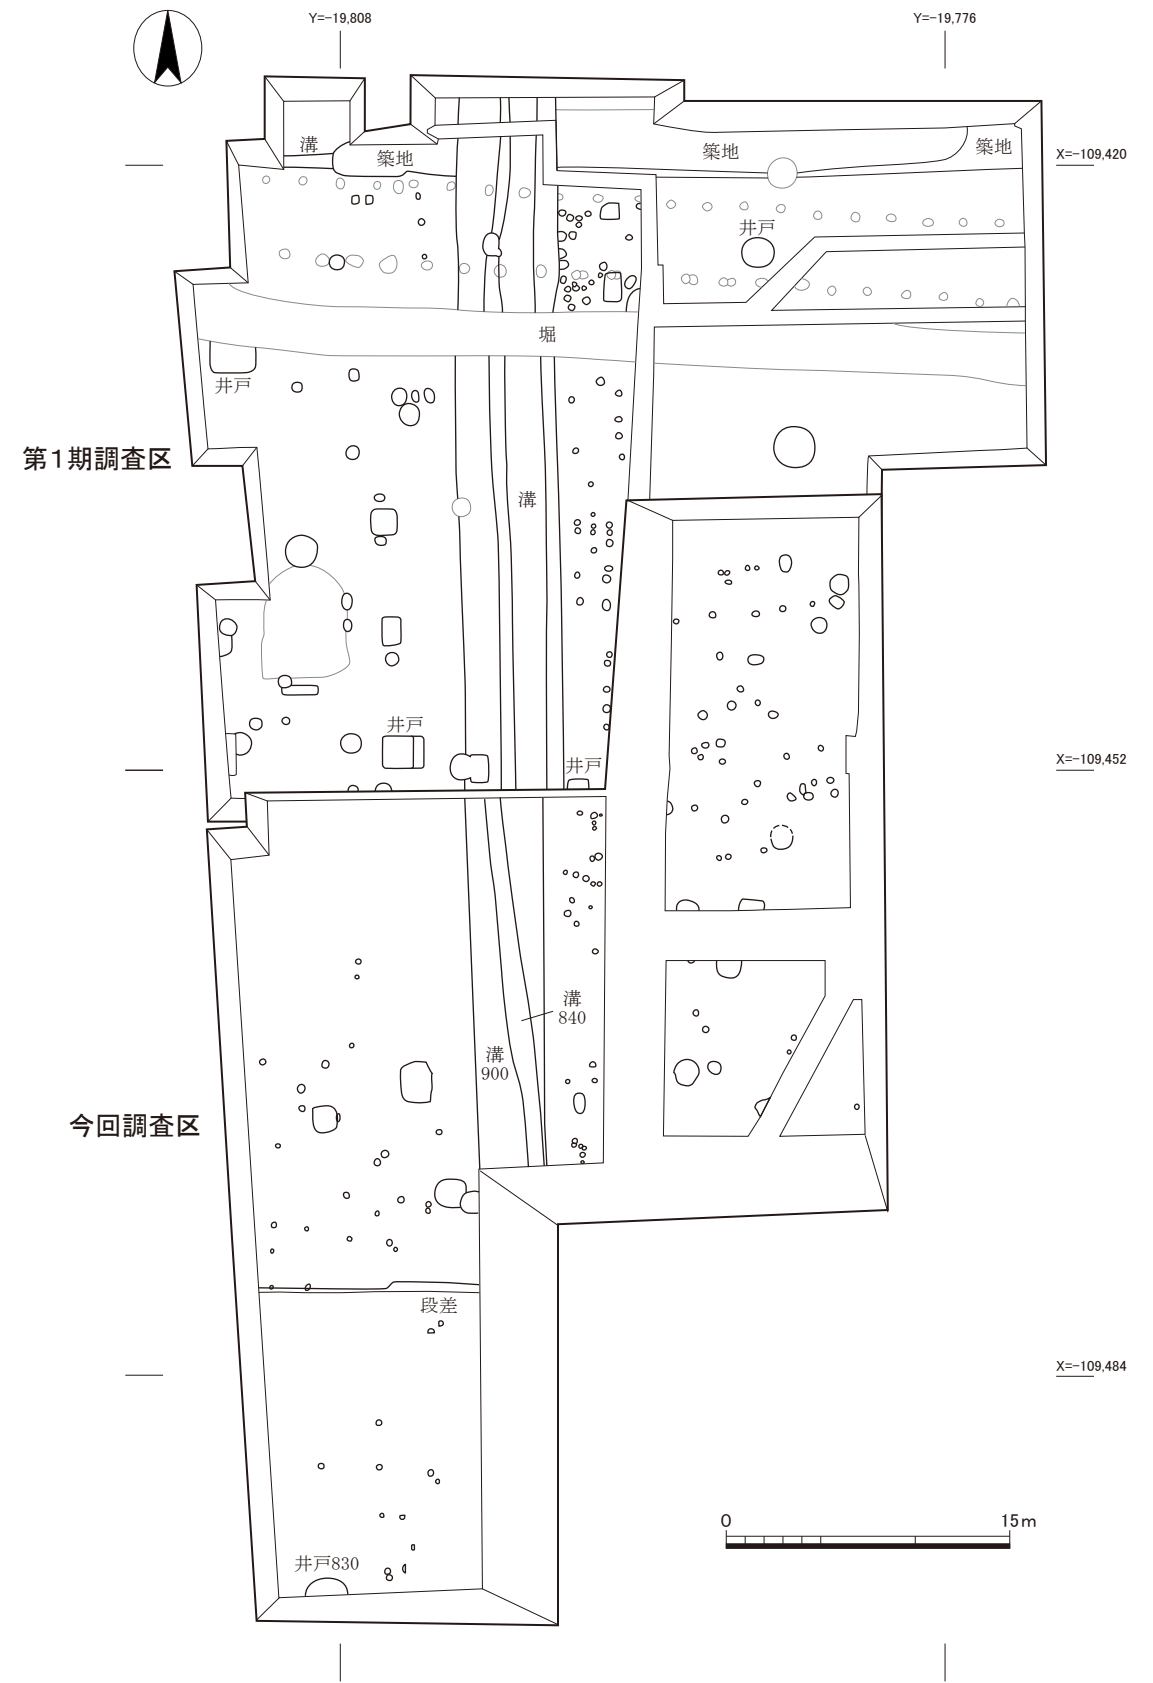 Y=-19,808
Y=-19,776
溝
築地
築地
築地
X=-109,420
井戸
堀
井戸
第1期調査区
溝
井戸
井戸
X=-109,452
溝
840
溝
900
今回調査区
段差
X=-109,484
0
15m
井戸830